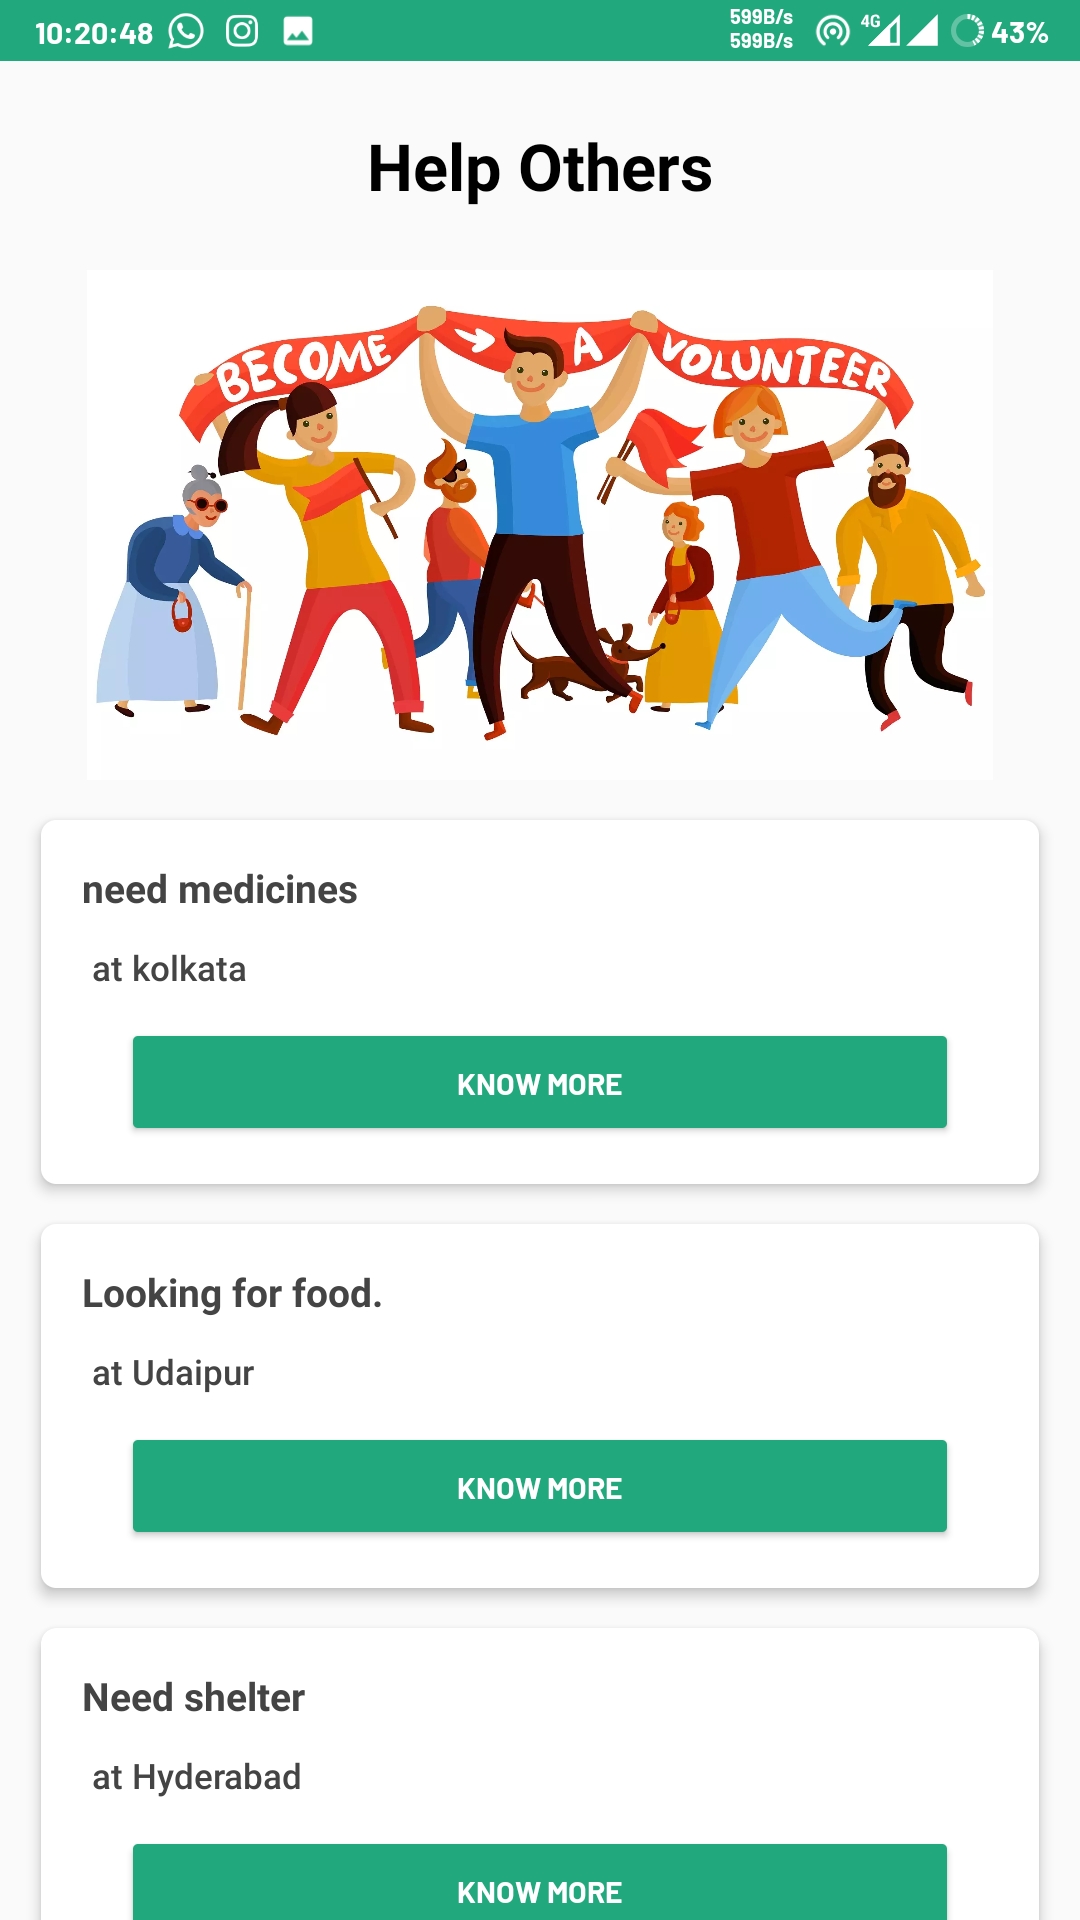 10:20:48
599B/s
599B/s
4G
43%
Help Others
BECOME → A VOLUNTEER
need medicines
at kolkata
KNOW MORE
Looking for food.
at Udaipur
KNOW MORE
Need shelter
at Hyderabad
KNOW MORE